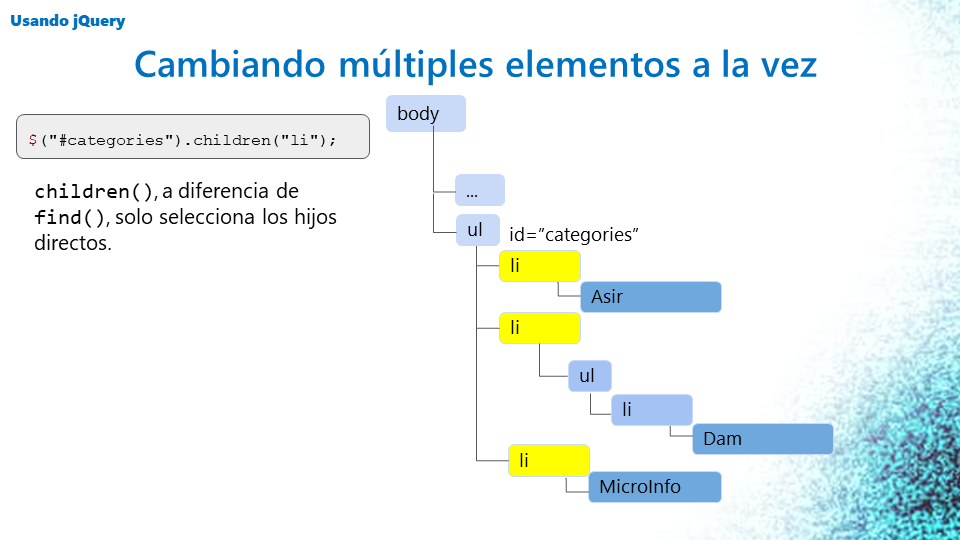 Usando jQuery
Cambiando múltiples elementos a la vez
$("#categories").children("li");
children(), a diferencia de
find(), solo selecciona los hijos
directos.
body
...
ul
id=”categories”
li
Asir
li
ul
li
Dam
li
MicroInfo